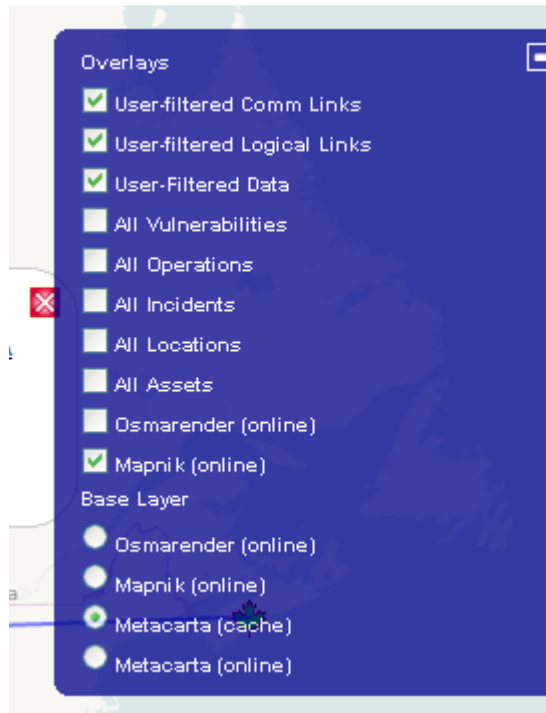 Overlays
User-filtered Comm Links
User-filtered Logical Links
User-Filtered Data
All Vulnerabilities
All Operations
All Incidents
All Locations
All Assets
Osmarender (online)
Mapnik (online)
Base Layer
Osmarender (online)
Mapnik (online)
Metacarta (cache)
Metacarta (online)